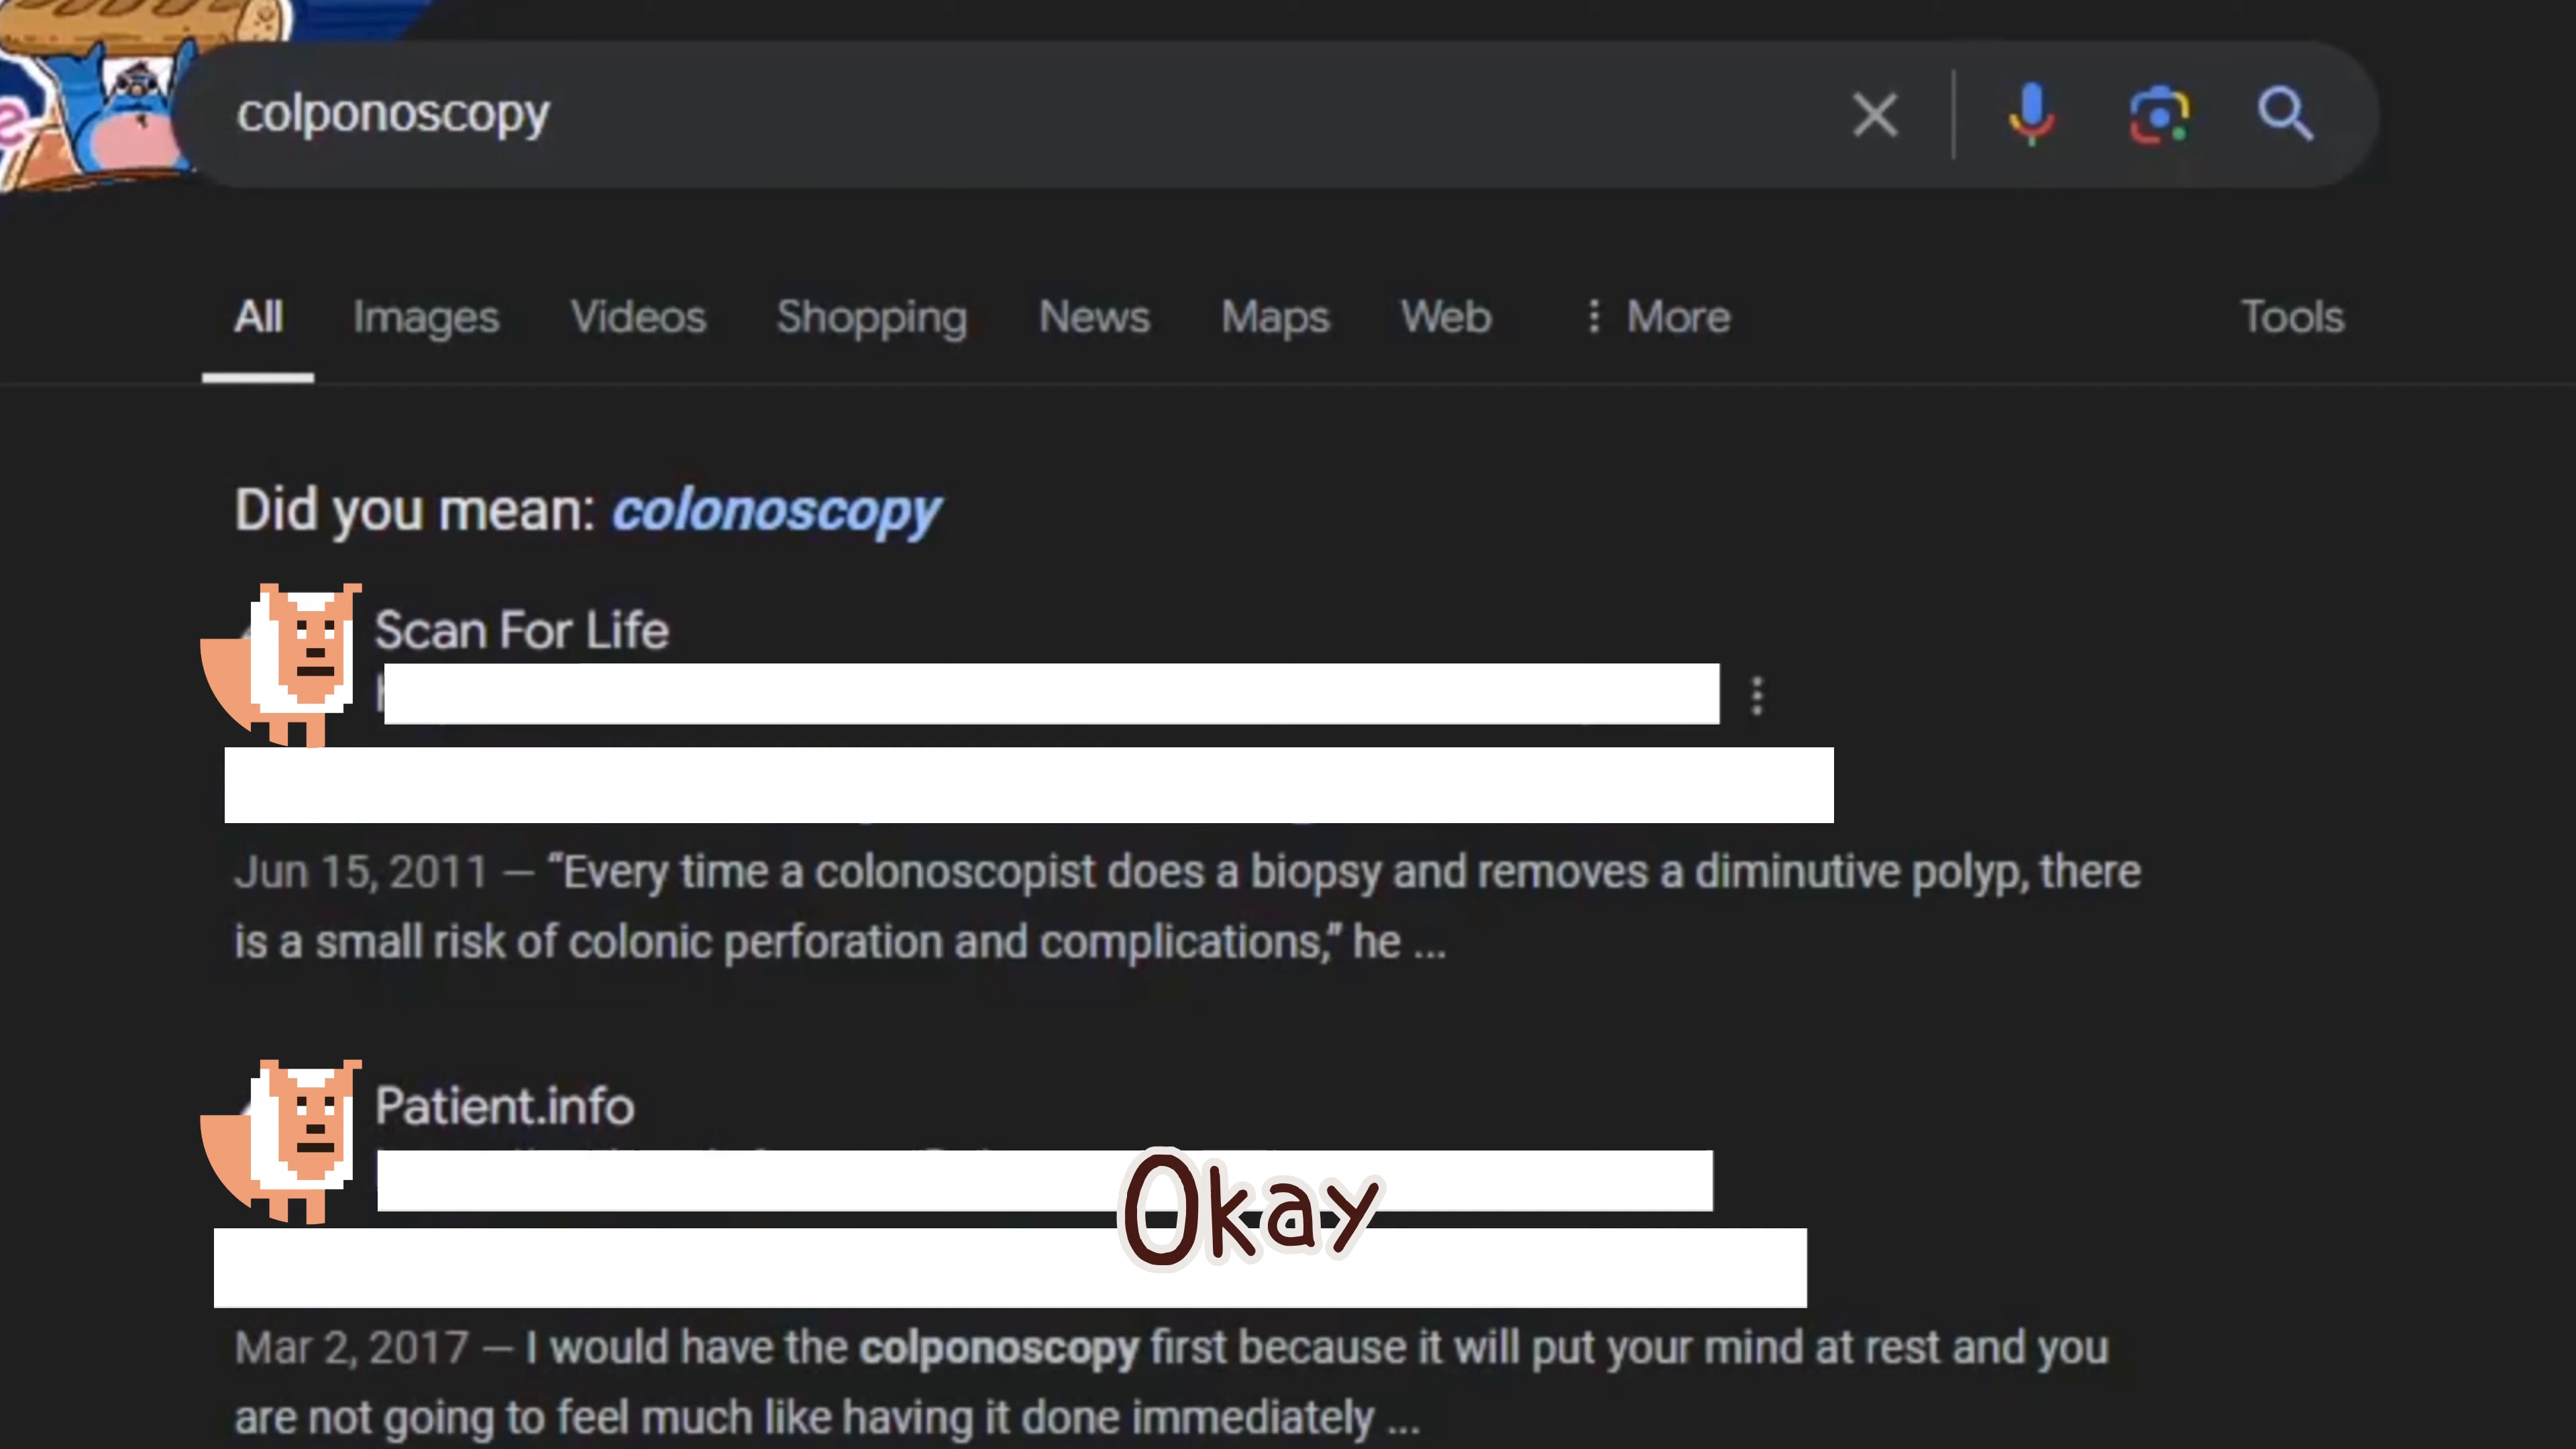 colponoscopy
All Images Videos Shopping News Maps Web More Tools
Did you mean: colonoscopy
Scan For Life
Jun 15, 2011 — “Every time a colonoscopist does a biopsy and removes a diminutive polyp, there
is a small risk of colonic perforation and complications,” he ...
Patient.info
Okay
Mar 2, 2017 — I would have the colponoscopy first because it will put your mind at rest and you
are not going to feel much like having it done immediately ...